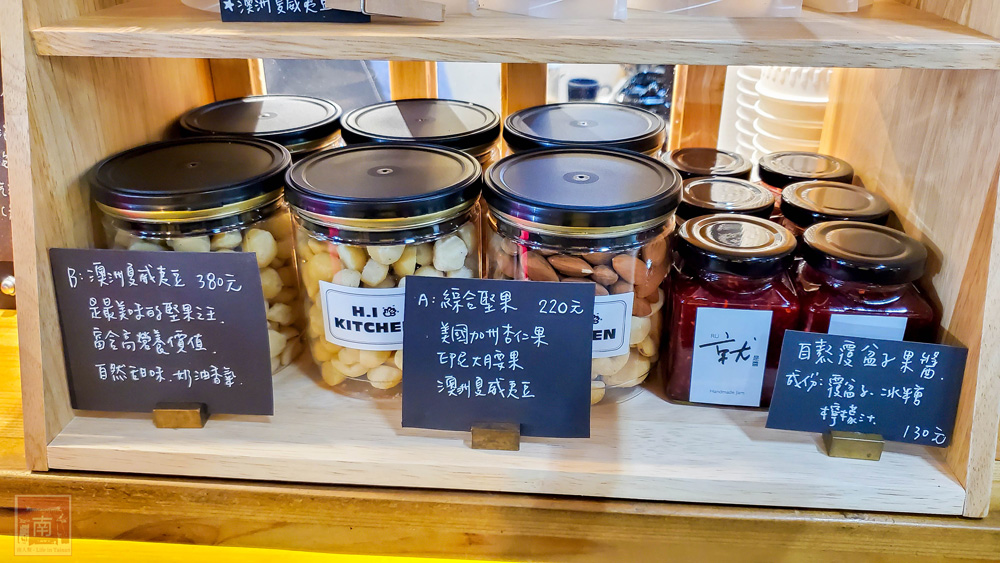 ★澳洲夏威夷豆
B:澳洲夏威夷豆 380元
是最美味的堅果之王
富含高營養價值.
自然甜味.奶油香氣.
H.I
KITCHEN
A:綜合堅果 220元
美國加州杏仁果
印尼大腰果
澳洲夏威夷豆
就
Handmade Jam
自熬覆盆子果醬.
成份:覆盆子.冰糖
檸檬汁.
130元
南